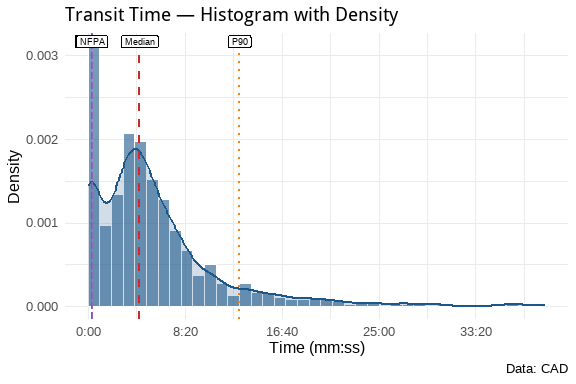 Transit Time — Histogram with Density
NFPA
Median
P90
0.003
0.002
0.001
0.000
Density
0:00
8:20
16:40
25:00
33:20
Time (mm:ss)
Data: CAD